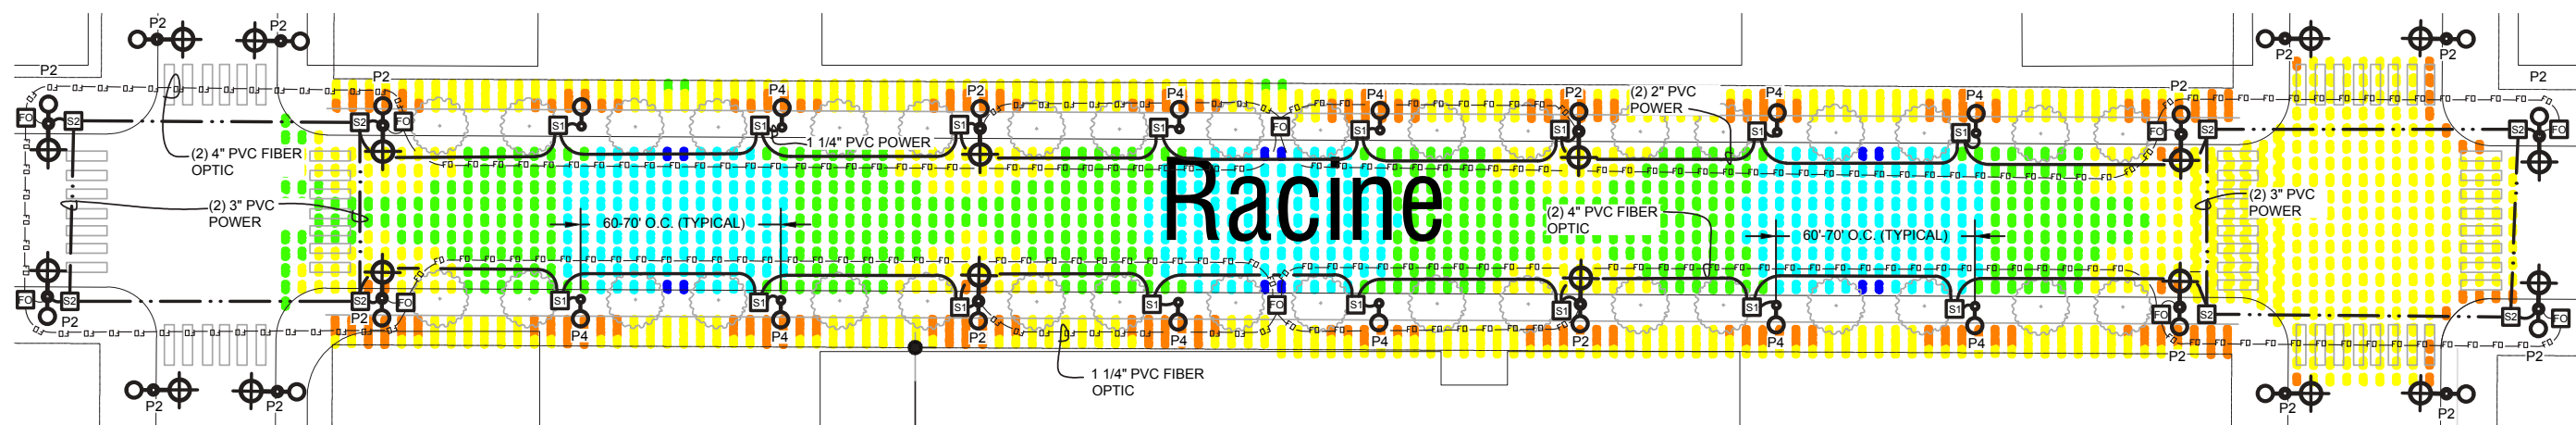 P2
P2
P2
P2
P2
P2
P2
P2
P4
P2
P4
P4
P2
P4
P4
(2) 2" PVC
POWER
FO
S2
S2
FO
S1
S1
S1
S1
FO
S1
S1
S1
S1
FO
S2
S2
FO
1 1/4" PVC POWER
(2) 4" PVC FIBER
OPTIC
Racine
(2) 3" PVC
POWER
60-70' O.C. (TYPICAL)
(2) 4" PVC FIBER
OPTIC
60'-70' O.C. (TYPICAL)
(2) 3" PVC
POWER
FO
S2
S2
FO
S1
S1
S1
S1
FO
S1
S1
S1
S1
FO
S2
S2
FO
P2
P2
P4
P4
P2
P4
P4
P2
P4
P4
P2
P2
1 1/4" PVC FIBER
OPTIC
P2
P2
P2
P2